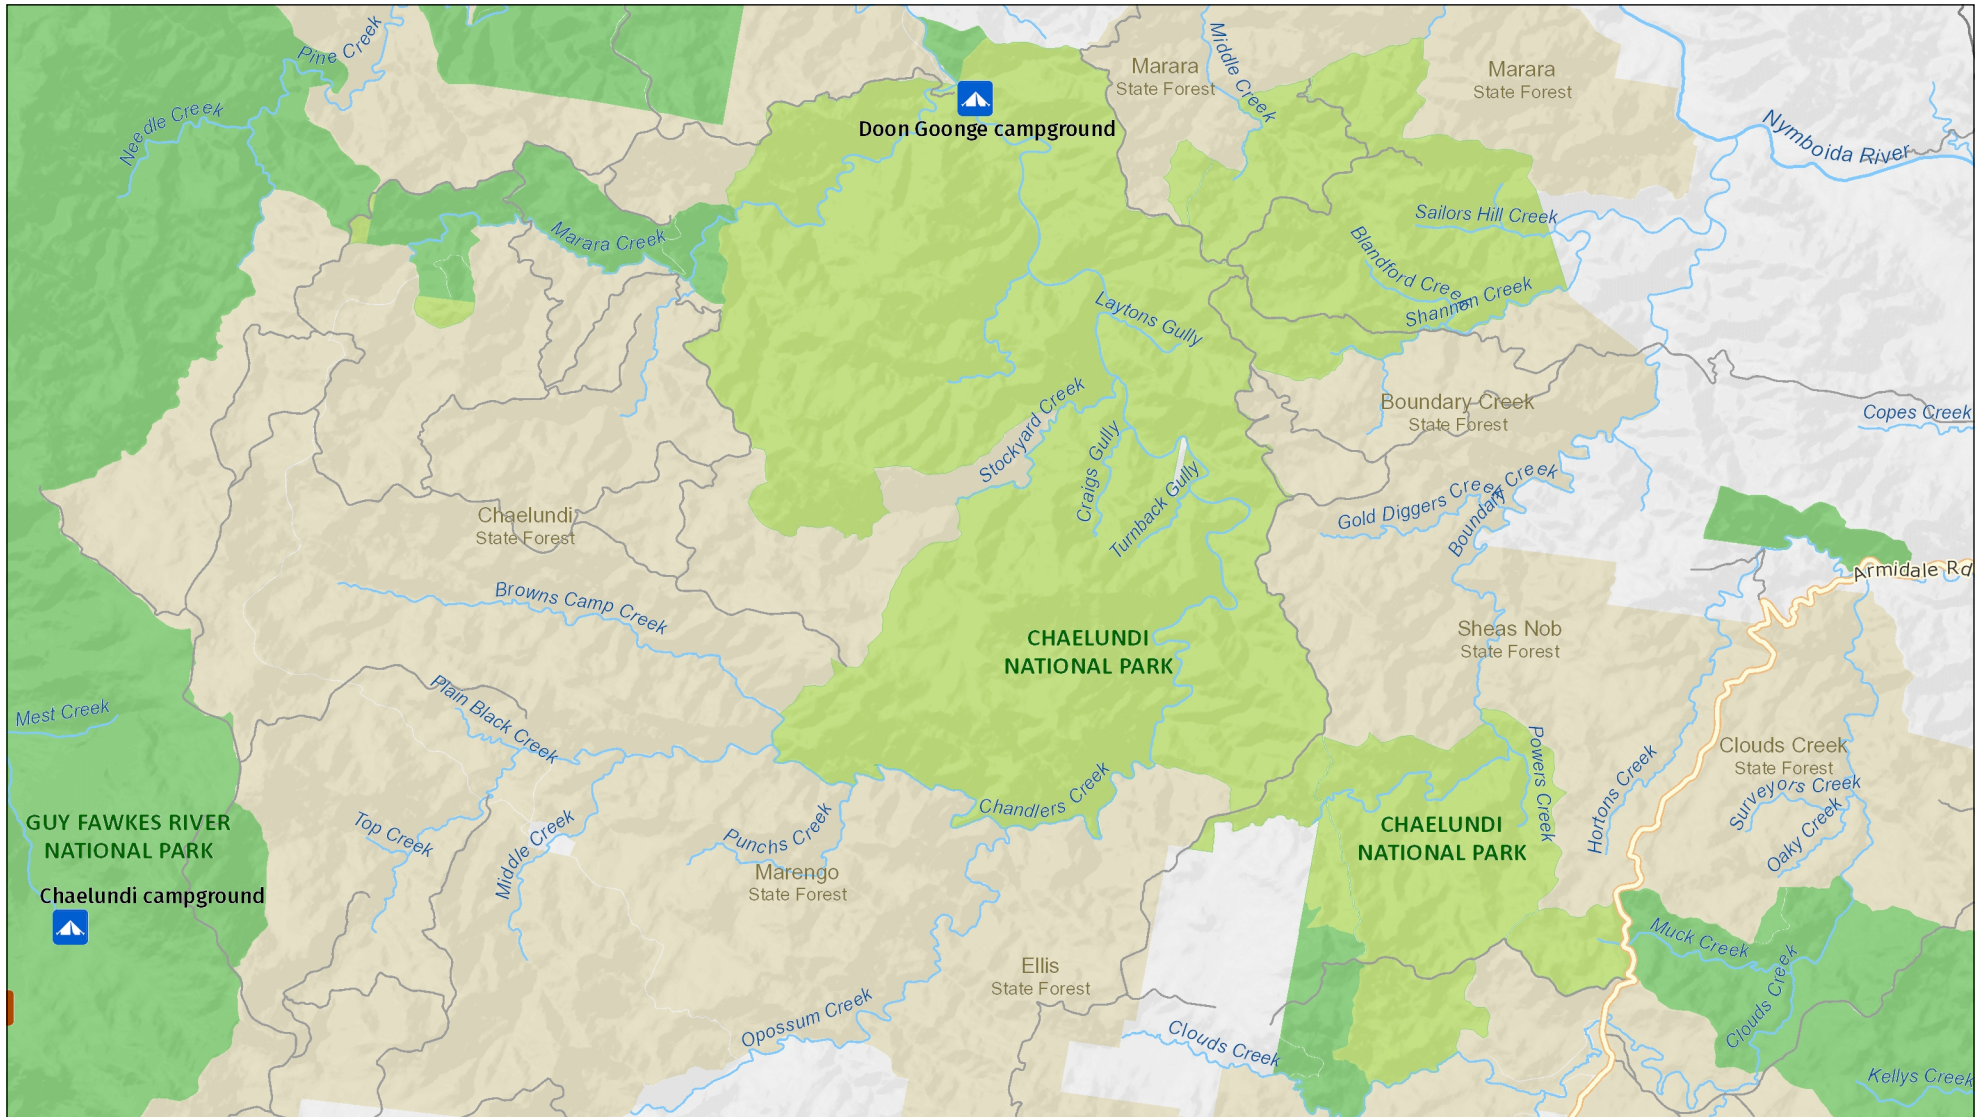 Pine Creek
Needle Creek
Doon Goonge campground
Marara
State Forest
Middle Creek
Marara
State Forest
Nymboida River
Marara Creek
Sailors Hill Creek
Blandford Creek
Shannon Creek
Laytons Gully
Stockyard Creek
Craigs Gully
Turnback Gully
Boundary Creek
State Forest
Copes Creek
Gold Diggers Creek
Boundary Creek
Chaelundi
State Forest
Armidale Rd
Browns Camp Creek
CHAELUNDI
NATIONAL PARK
Sheas Nob
State Forest
Mest Creek
Plain Black Creek
Powers Creek
Hortons Creek
Clouds Creek
State Forest
Surveyors Creek
Oaky Creek
Chandlers Creek
GUY FAWKES RIVER
NATIONAL PARK
Top Creek
Middle Creek
Punchs Creek
Marengo
State Forest
CHAELUNDI
NATIONAL PARK
Chaelundi campground
Muck Creek
Clouds Creek
Ellis
State Forest
Opossum Creek
Clouds Creek
Kellys Creek